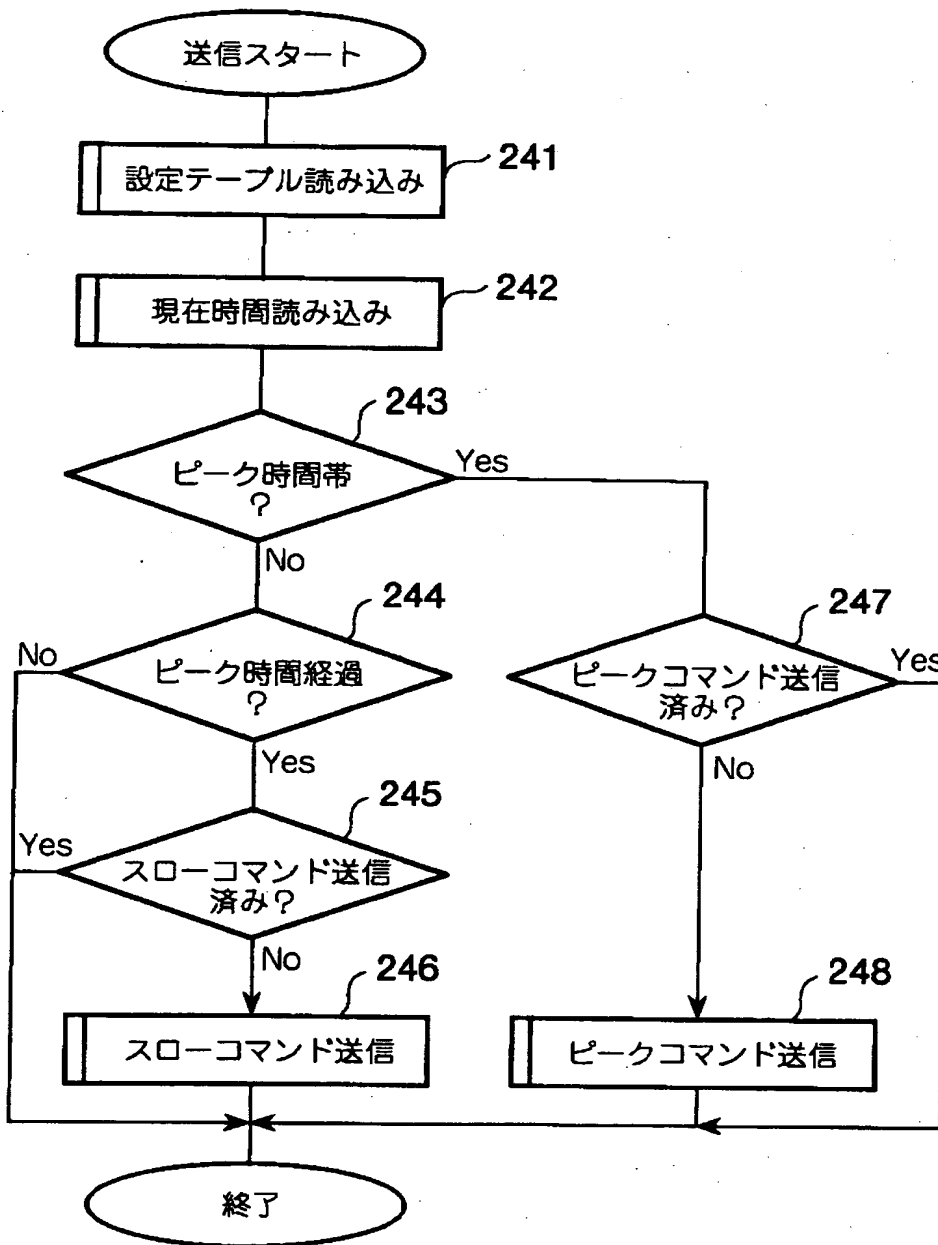 送信スタート
設定テーブル読み込み
241
現在時間読み込み
242
243
ピーク時間帯
?
Yes
No
244
No
ピーク時間経過
?
Yes
247
ピークコマンド送信
済み?
Yes
No
245
Yes
スローコマンド送信
済み?
No
246
スローコマンド送信
248
ピークコマンド送信
終了